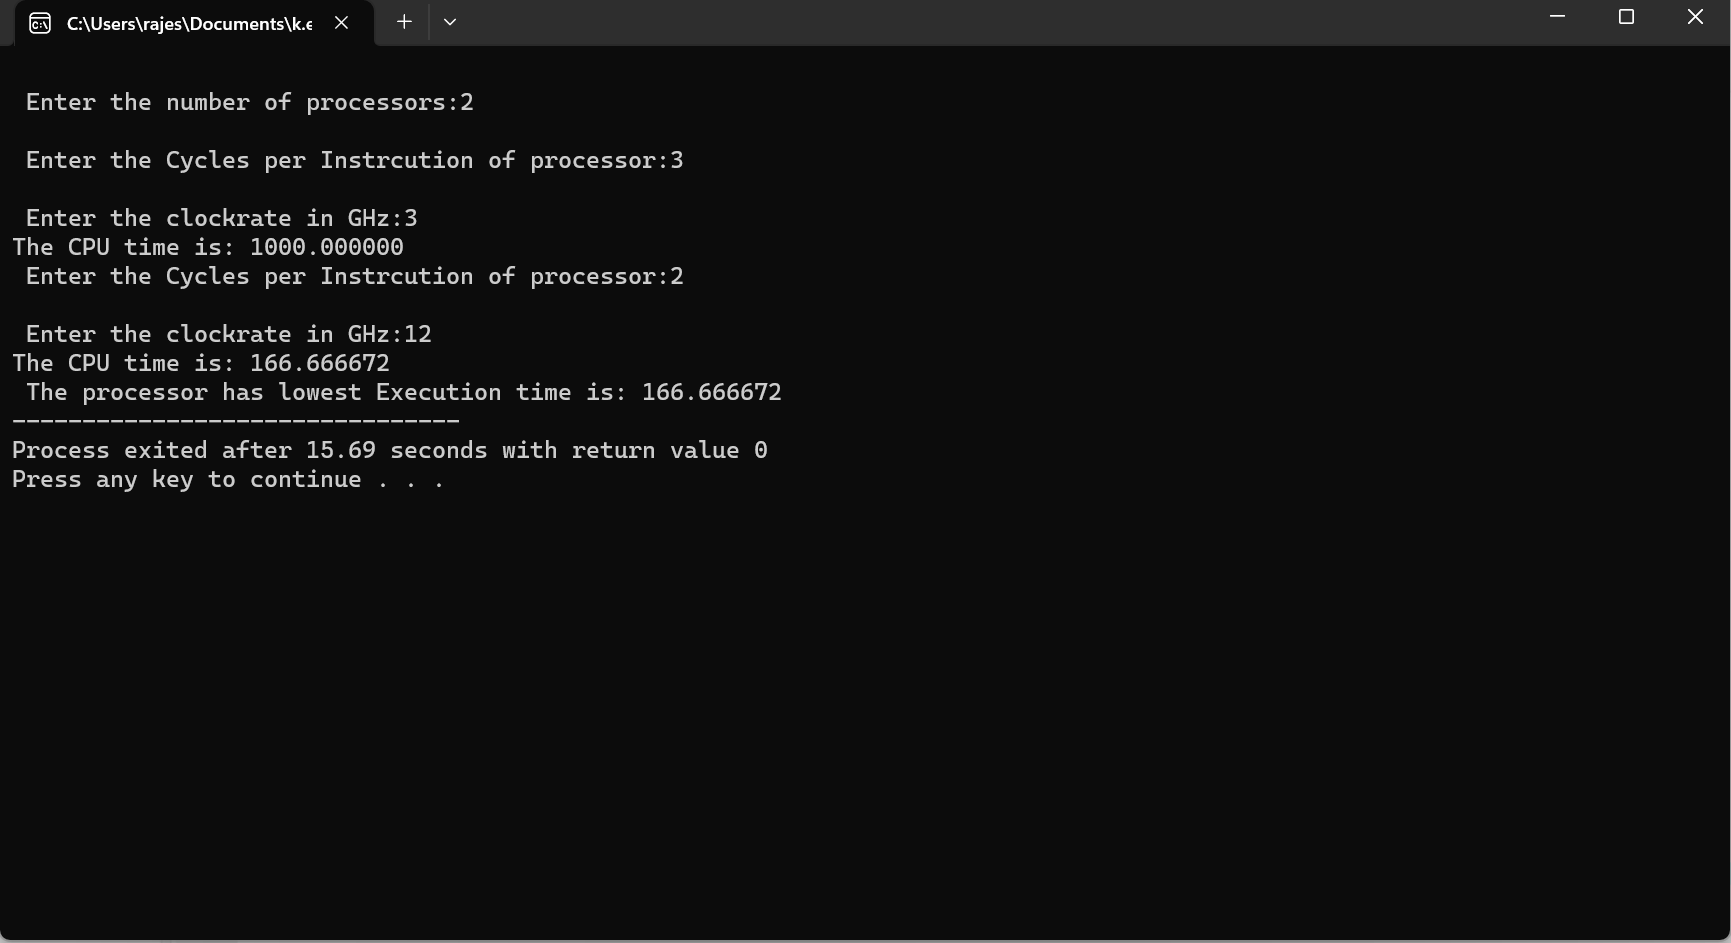 C:\Users\rajes\Documents\k.e
Enter the number of processors:2
Enter the Cycles per Instrcution of processor:3
Enter the clockrate in GHz:3
The CPU time is: 1000.000000
Enter the Cycles per Instrcution of processor:2
Enter the clockrate in GHz:12
The CPU time is: 166.666672
The processor has lowest Execution time is: 166.666672
--------------------------------
Process exited after 15.69 seconds with return value 0
Press any key to continue . . .